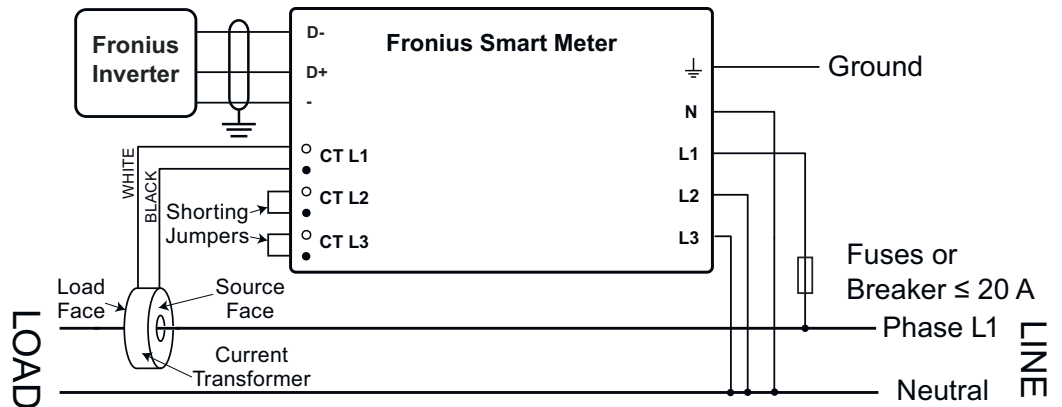 Fronius
Inverter
D-
D+
-
Fronius Smart Meter
Ground
N
L1
L2
L3
CT L1
CT L2
CT L3
WHITE
BLACK
Shorting
Jumpers
Fuses or
Breaker ≤ 20 A
Load
Face
Source
Face
Current
Transformer
LOAD
Phase L1
Neutral
LINE